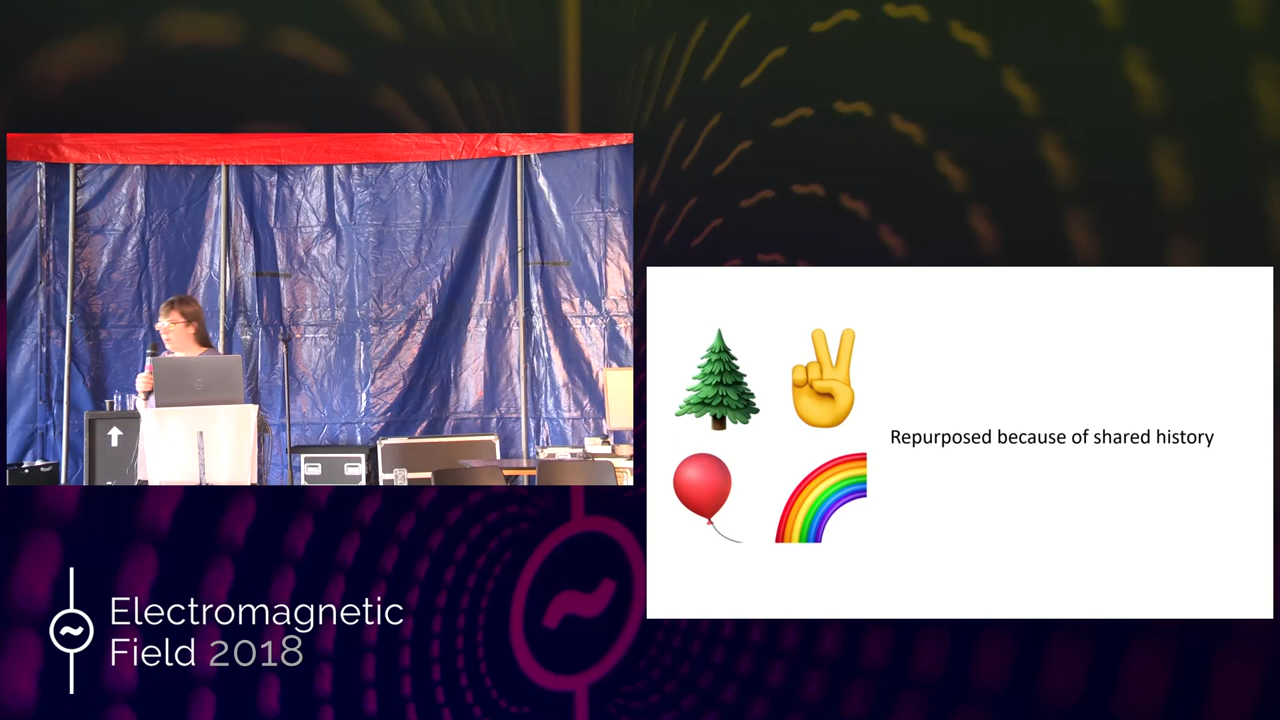 Repurposed because of shared history
Electromagnetic
Field 2018